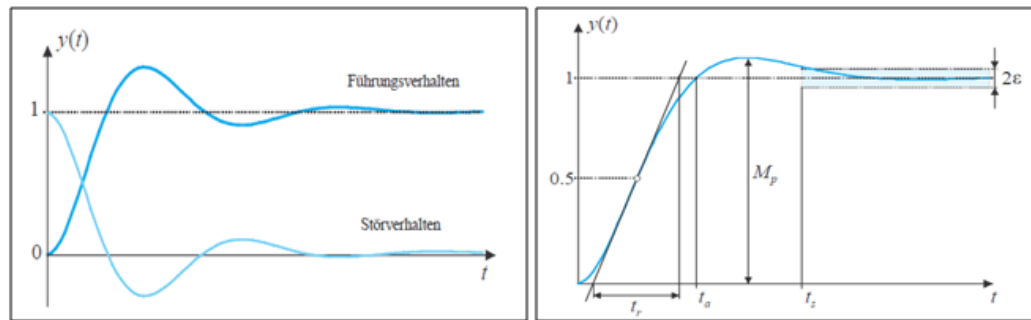 y(t)
Führungsverhalten
1
Störverhalten
0
t
y(t)
1
2ε
0.5
M_p
t_r
t_a
t_s
t